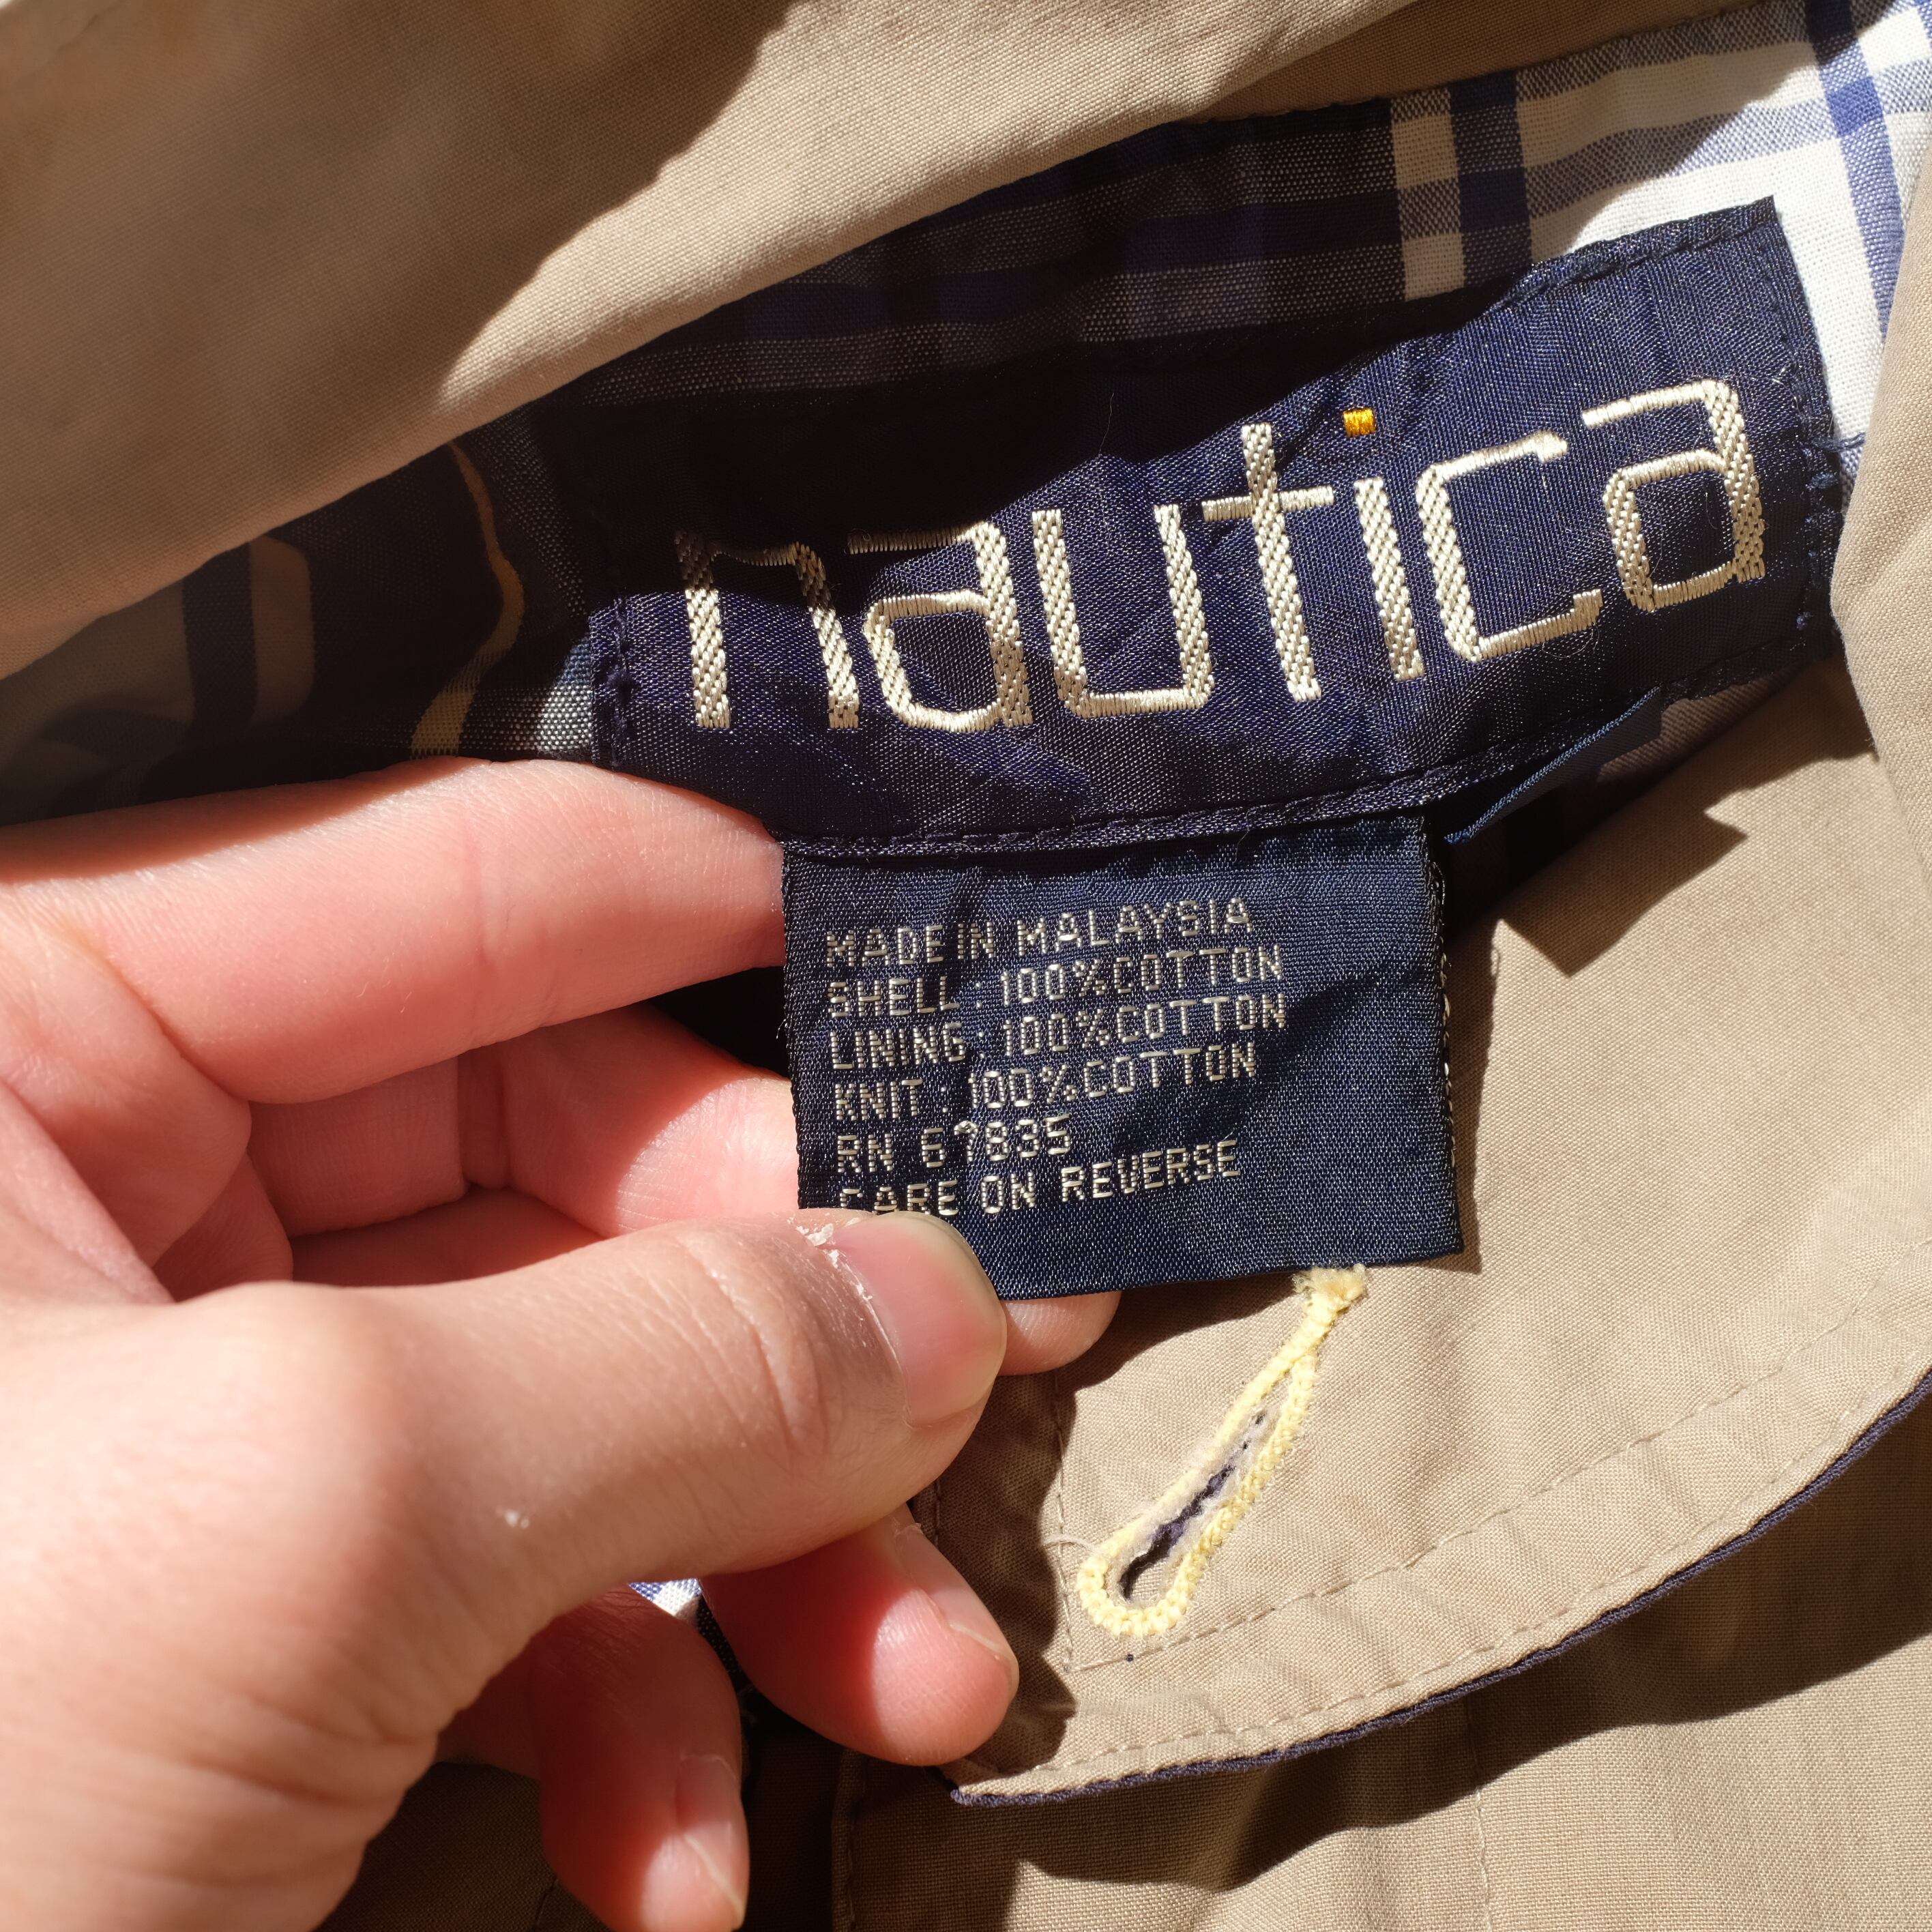 nautica
MADE IN MALAYSIA
SHELL : 100%COTTON
LINING : 100%COTTON
KNIT : 100%COTTON
RN 67835
CARE ON REVERSE